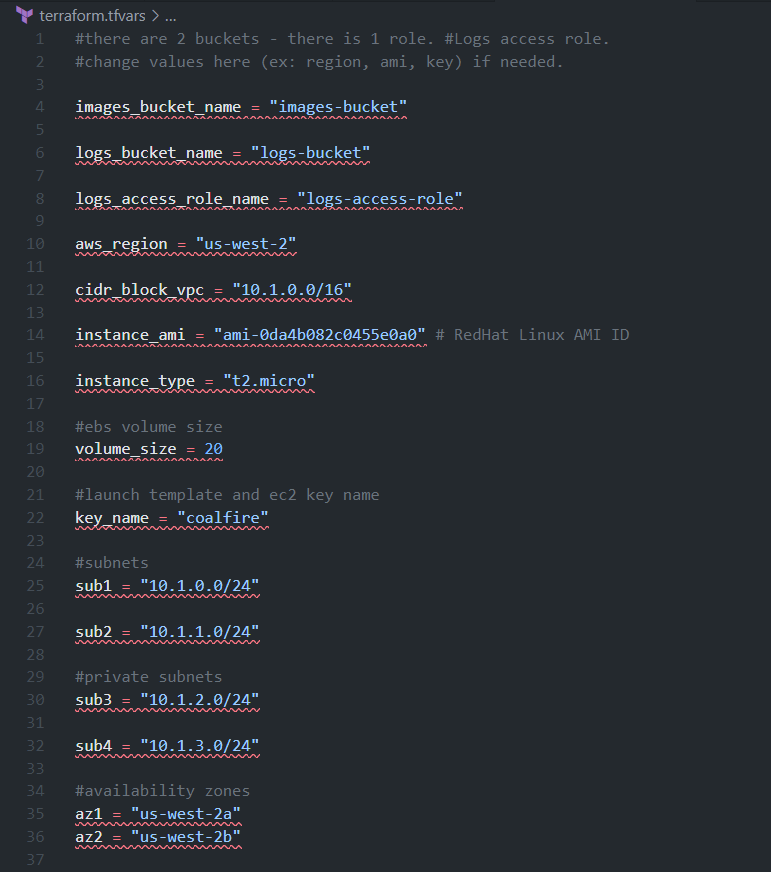 terraform.tfvars > ...
1 #there are 2 buckets - there is 1 role. #Logs access role.
2 #change values here (ex: region, ami, key) if needed.
3
4 images_bucket_name = "images-bucket"
5
6 logs_bucket_name = "logs-bucket"
7
8 logs_access_role_name = "logs-access-role"
9
10 aws_region = "us-west-2"
11
12 cidr_block_vpc = "10.1.0.0/16"
13
14 instance_ami = "ami-0da4b082c0455e0a0" # RedHat Linux AMI ID
15
16 instance_type = "t2.micro"
17
18 #ebs volume size
19 volume_size = 20
20
21 #launch template and ec2 key name
22 key_name = "coalfire"
23
24 #subnets
25 sub1 = "10.1.0.0/24"
26
27 sub2 = "10.1.1.0/24"
28
29 #private subnets
30 sub3 = "10.1.2.0/24"
31
32 sub4 = "10.1.3.0/24"
33
34 #availability zones
35 az1 = "us-west-2a"
36 az2 = "us-west-2b"
37